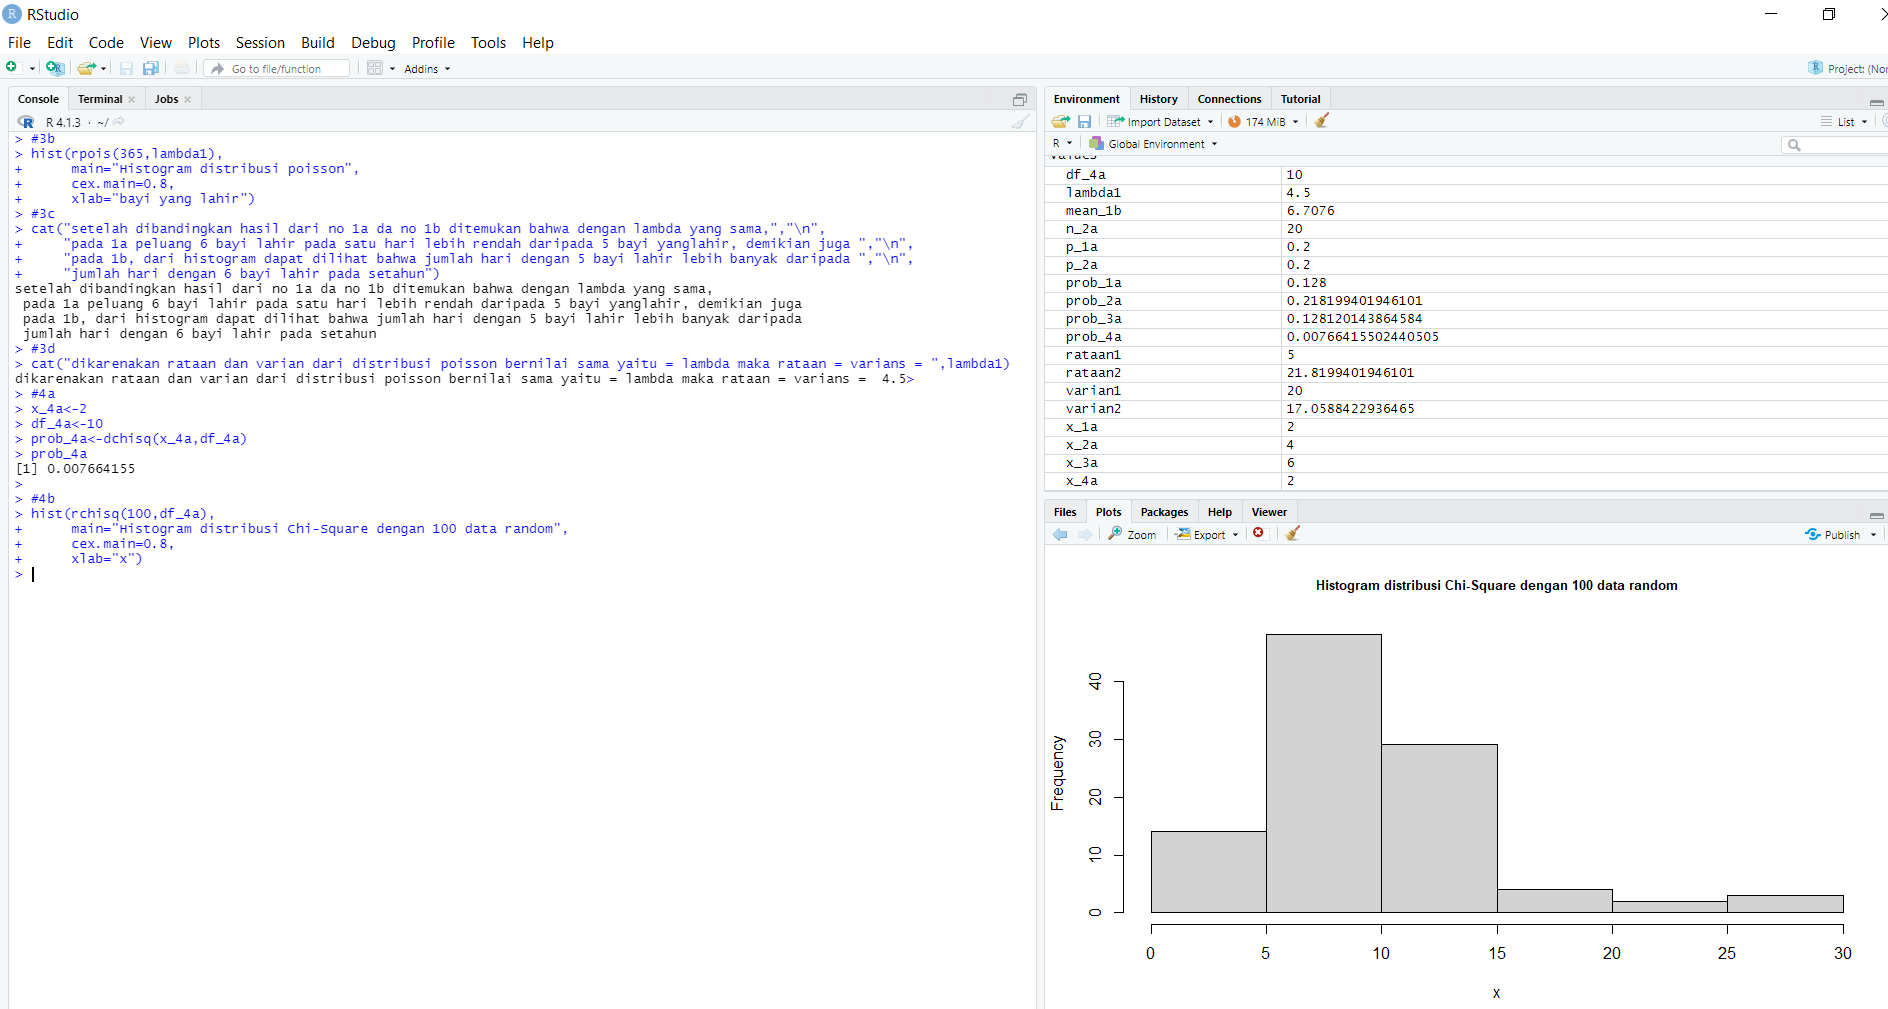 RStudio
File Edit Code View Plots Session Build Debug Profile Tools Help
Go to file/function Addins
Project: (Nor
Console Terminal Jobs
R 4.1.3 · ~/
> #3b
> hist(rpois(365,lambda1),
+      main="Histogram distribusi poisson",
+      cex.main=0.8,
+      xlab="bayi yang lahir")
> #3c
> cat("setelah dibandingkan hasil dari no 1a da no 1b ditemukan bahwa dengan lambda yang sama,","\n",
+     "pada 1a peluang 6 bayi lahir pada satu hari lebih rendah daripada 5 bayi yanglahir, demikian juga ","\n",
+     "pada 1b, dari histogram dapat dilihat bahwa jumlah hari dengan 5 bayi lahir lebih banyak daripada ","\n",
+     "jumlah hari dengan 6 bayi lahir pada setahun")
setelah dibandingkan hasil dari no 1a da no 1b ditemukan bahwa dengan lambda yang sama,
 pada 1a peluang 6 bayi lahir pada satu hari lebih rendah daripada 5 bayi yanglahir, demikian juga
 pada 1b, dari histogram dapat dilihat bahwa jumlah hari dengan 5 bayi lahir lebih banyak daripada
 jumlah hari dengan 6 bayi lahir pada setahun
> #3d
> cat("dikarenakan rataan dan varian dari distribusi poisson bernilai sama yaitu = lambda maka rataan = varians = ",lambda1)
dikarenakan rataan dan varian dari distribusi poisson bernilai sama yaitu = lambda maka rataan = varians =  4.5>
> #4a
> x_4a<-2
> df_4a<-10
> prob_4a<-dchisq(x_4a,df_4a)
> prob_4a
[1] 0.007664155
>
> #4b
> hist(rchisq(100,df_4a),
+      main="Histogram distribusi Chi-Square dengan 100 data random",
+      cex.main=0.8,
+      xlab="x")
>
Environment History Connections Tutorial
Import Dataset 174 MiB List
R Global Environment
Values
df_4a 10
lambda1 4.5
mean_1b 6.7076
n_2a 20
p_1a 0.2
p_2a 0.2
prob_1a 0.128
prob_2a 0.218199401946101
prob_3a 0.128120143864584
prob_4a 0.00766415502440505
rataan1 5
rataan2 21.8199401946101
varian1 20
varian2 17.0588422936465
x_1a 2
x_2a 4
x_3a 6
x_4a 2
Files Plots Packages Help Viewer
Zoom Export Publish
Histogram distribusi Chi-Square dengan 100 data random
Frequency
40
30
20
10
0
0 5 10 15 20 25 30
x